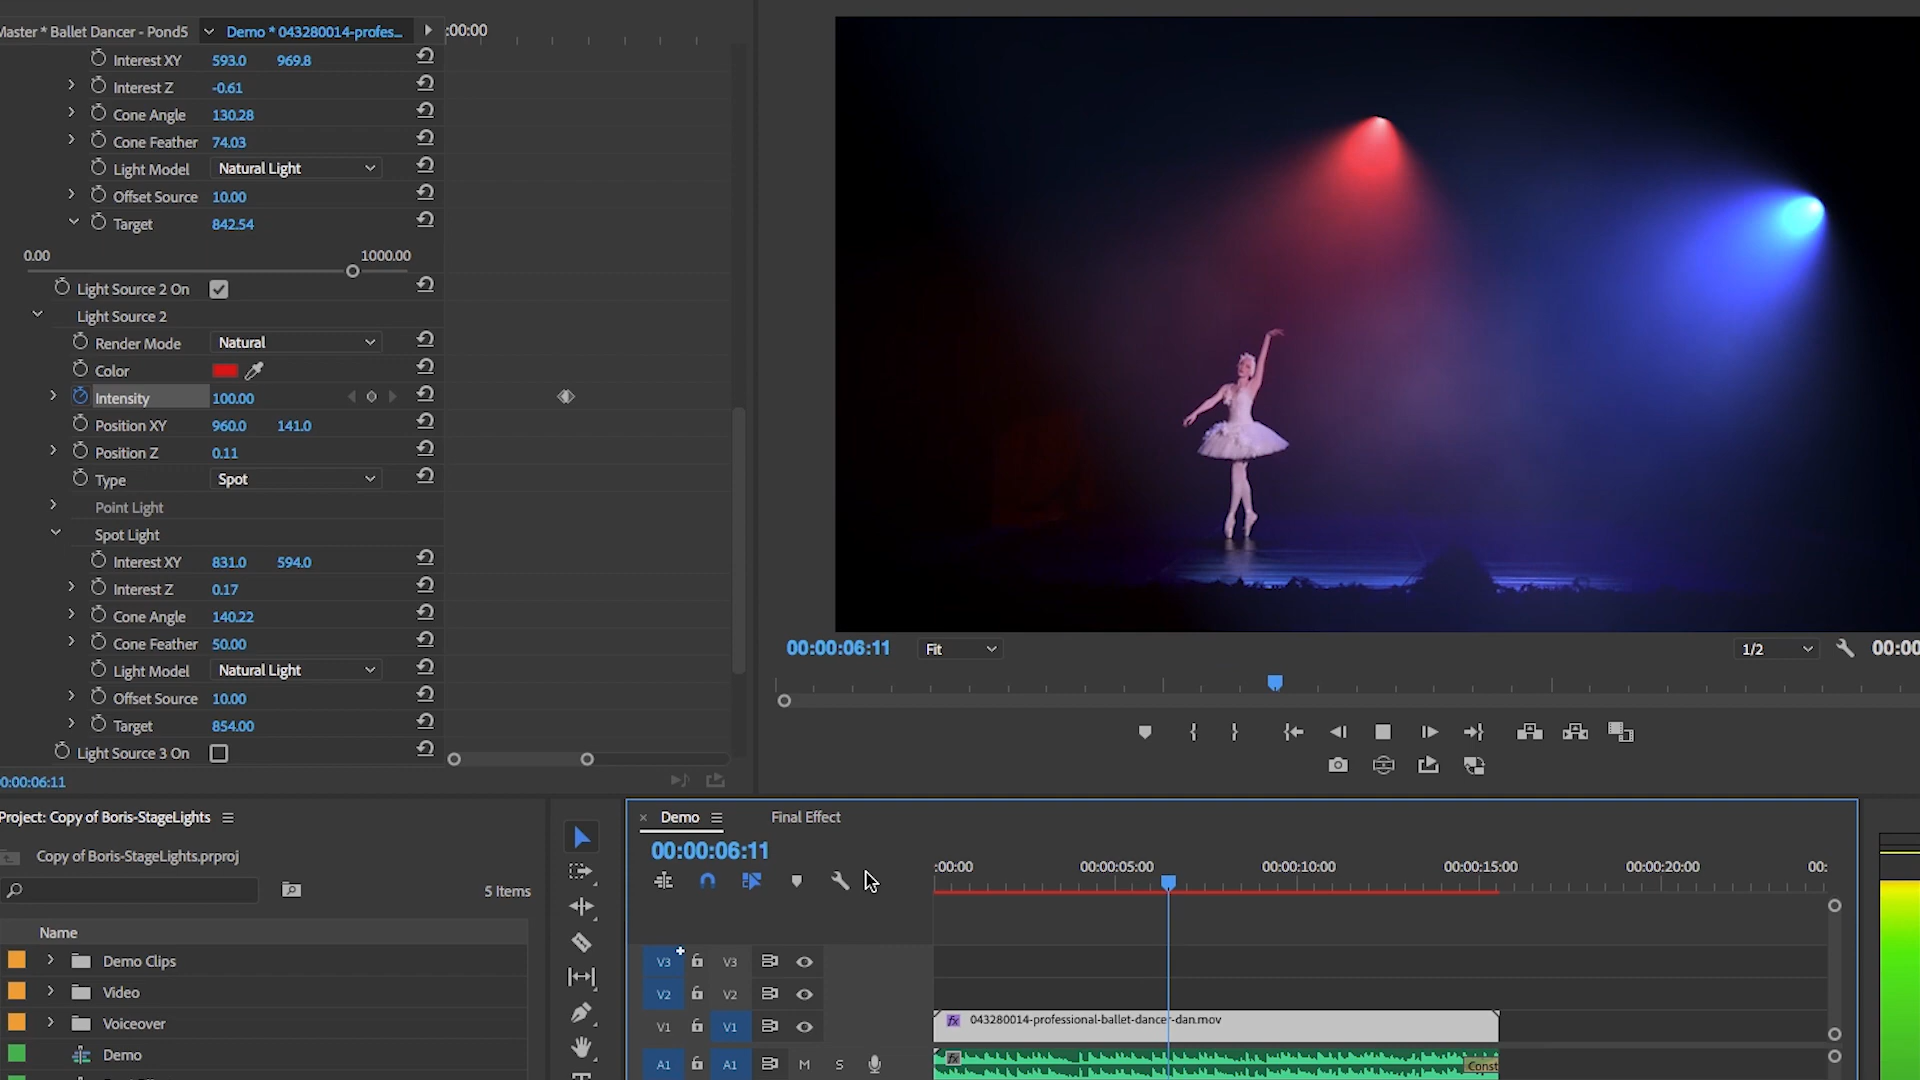 Master * Ballet Dancer - Pond5
Demo * 043280014-profes...
:00:00
Interest XY 593.0 969.8
Interest Z -0.61
Cone Angle 130.28
Cone Feather 74.03
Light Model Natural Light
Offset Source 10.00
Target 842.54
0.00 1000.00
Light Source 2 On
Light Source 2
Render Mode Natural
Color
Intensity 100.00
Position XY 960.0 141.0
Position Z 0.11
Type Spot
Point Light
Spot Light
Interest XY 831.0 594.0
Interest Z 0.17
Cone Angle 140.22
Cone Feather 50.00
Light Model Natural Light
Offset Source 10.00
Target 854.00
Light Source 3 On
0:00:06:11
00:00:06:11 Fit 1/2 00:00
Project: Copy of Boris-StageLights
Copy of Boris-StageLights.prproj
5 Items
Name
Demo Clips
Video
Voiceover
Demo
× Demo Final Effect
00:00:06:11
:00:00 00:00:05:00 00:00:10:00 00:00:15:00 00:00:20:00 00:
V3 V3
V2 V2
V1 V1
fx 043280014-professional-ballet-dancer-dan.mov
A1 A1 M S
fx Const